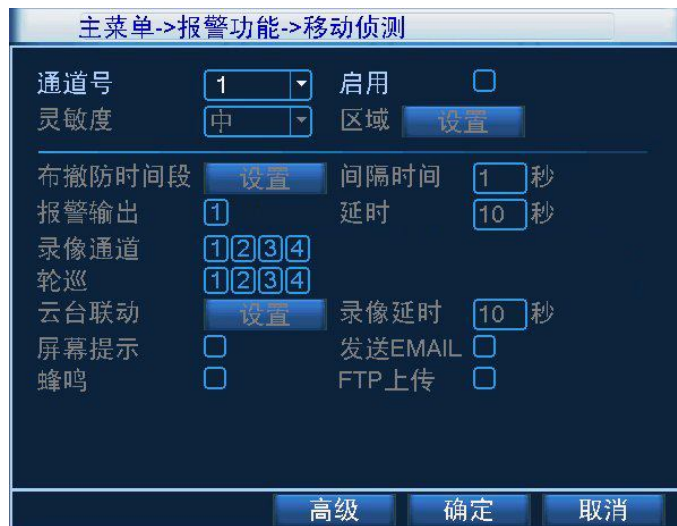 主菜单->报警功能->移动侦测
通道号 1 启用
灵敏度 中 区域 设置
布撤防时间段 设置 间隔时间 1 秒
报警输出 1 延时 10 秒
录像通道 1 2 3 4
轮巡 1 2 3 4
云台联动 设置 录像延时 10 秒
屏幕提示 发送EMAIL
蜂鸣 FTP上传
高级 确定 取消